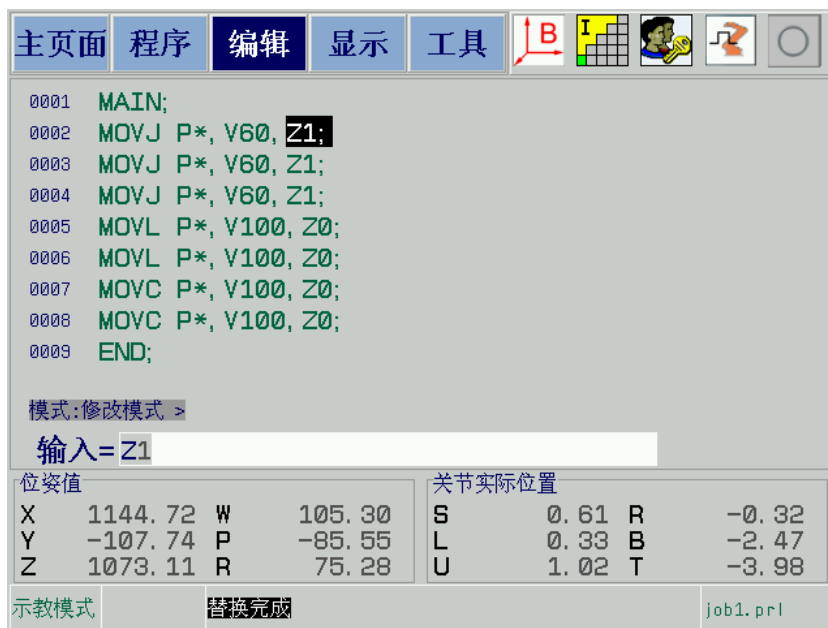 主页面 程序 编辑 显示 工具 B I
0001 MAIN;
0002 MOVJ P*, V60, Z1;
0003 MOVJ P*, V60, Z1;
0004 MOVJ P*, V60, Z1;
0005 MOVL P*, V100, Z0;
0006 MOVL P*, V100, Z0;
0007 MOVC P*, V100, Z0;
0008 MOVC P*, V100, Z0;
0009 END;
模式:修改模式 >
输入= Z1
位姿值 关节实际位置
X 1144.72 W 105.30 S 0.61 R -0.32
Y -107.74 P -85.55 L 0.33 B -2.47
Z 1073.11 R 75.28 U 1.02 T -3.98
示教模式 替换完成 job1.prl